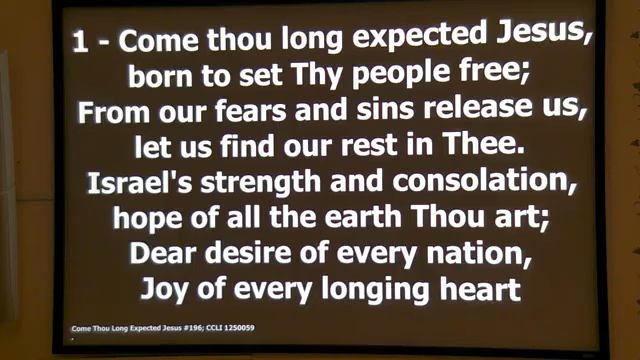 1 - Come thou long expected Jesus,
born to set Thy people free;
From our fears and sins release us,
let us find our rest in Thee.
Israel's strength and consolation,
hope of all the earth Thou art;
Dear desire of every nation,
Joy of every longing heart
Come Thou Long Expected Jesus #196; CCLI 1250059